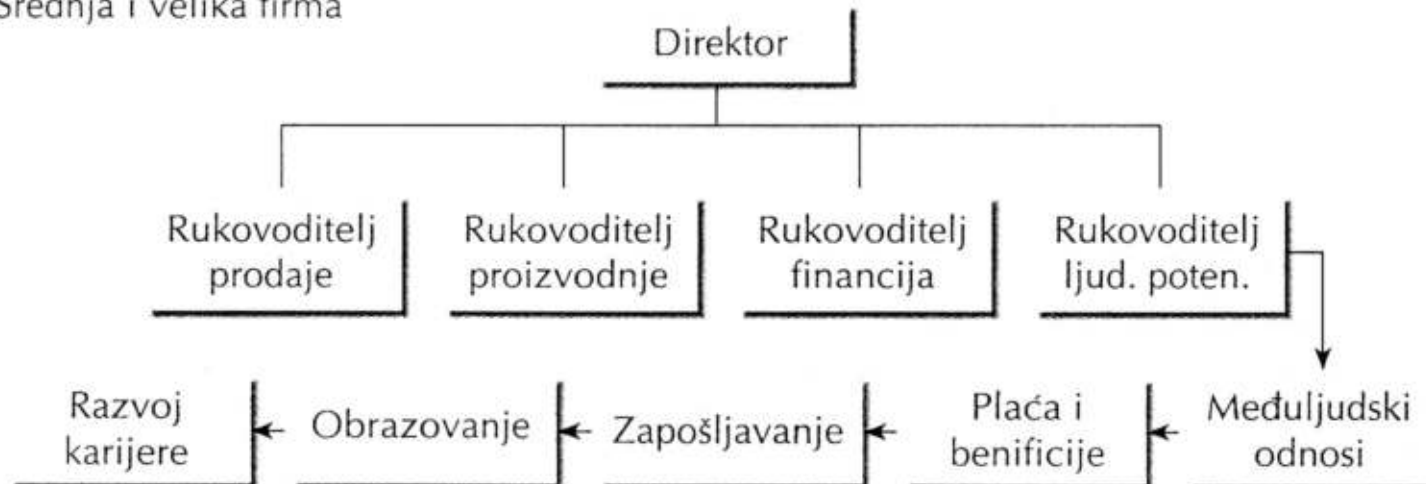 Srednja i velika firma
Direktor
Rukovoditelj
prodaje
Rukovoditelj
proizvodnje
Rukovoditelj
financija
Rukovoditelj
ljud. poten.
Razvoj
karijere
Obrazovanje
Zapošljavanje
Plaća i
benificije
Međuljudski
odnosi